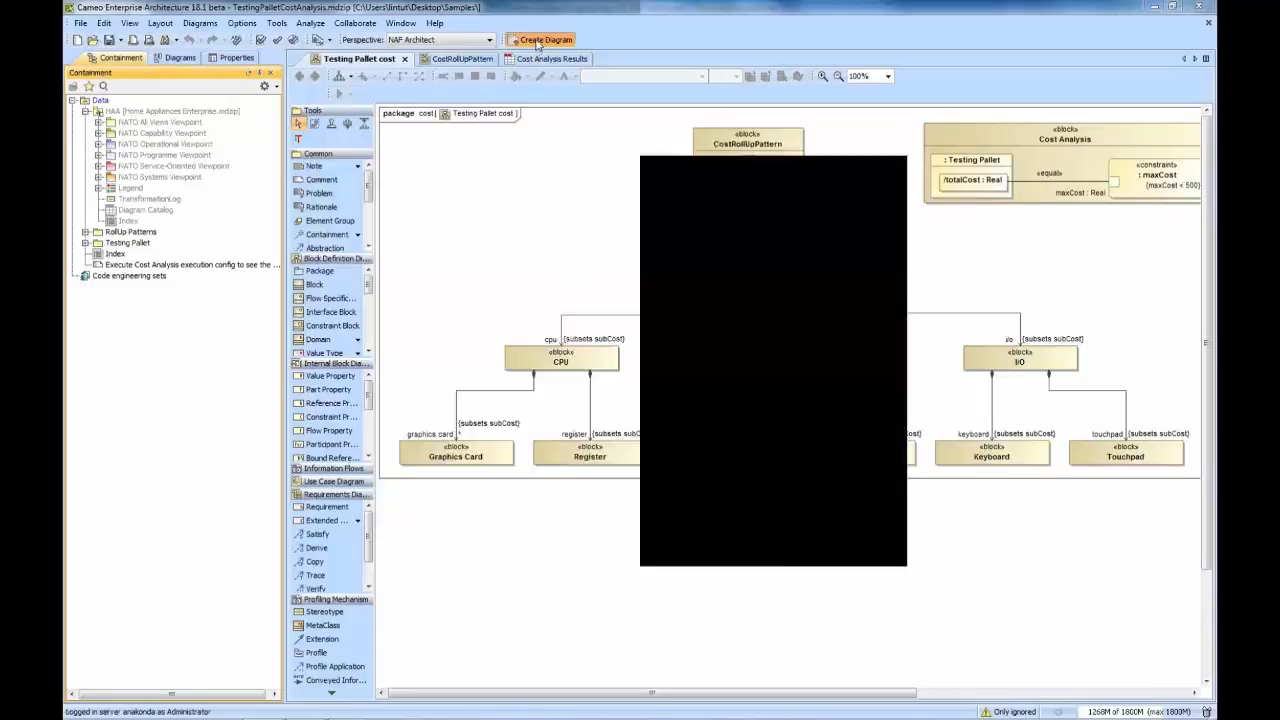 Cameo Enterprise Architecture 18.1 beta - TestingPalletCostAnalysis.mdzip [C:\Users\lintut\Desktop\Samples\]
File Edit View Layout Diagrams Options Tools Analyze Collaborate Window Help
Perspective: NAF Architect Create Diagram
Containment Diagrams Properties
Testing Pallet cost CostRollUpPattern Cost Analysis Results
Containment
100%
Data
HAA [Home Appliances Enterprise.mdzip]
NATO All Views Viewpoint
NATO Capability Viewpoint
NATO Operational Viewpoint
NATO Programme Viewpoint
NATO Service-Oriented Viewpoint
NATO Systems Viewpoint
Legend
TransformationLog
Diagram Catalog
Index
RollUp Patterns
Testing Pallet
Index
Execute Cost Analysis execution config to see the ...
Code engineering sets
Tools
Common
Note
Comment
Problem
Rationale
Element Group
Containment
Abstraction
Block Definition Di...
Package
Block
Flow Specific...
Interface Block
Constraint Block
Domain
Value Type
Internal Block Dia...
Value Property
Part Property
Reference Pr...
Constraint Pr...
Flow Property
Participant Pr...
Bound Refere...
Information Flows
Use Case Diagram
Requirements Dia...
Requirement
Extended ...
Satisfy
Derive
Copy
Trace
Verify
Profiling Mechanism
Stereotype
MetaClass
Extension
Profile
Profile Application
Conveyed Infor...
package cost [ Testing Pallet cost ]
«block»
CostRollUpPattern
«block»
Cost Analysis
: Testing Pallet
/totalCost : Real
«equal»
maxCost : Real
«constraint»
: maxCost
(maxCost < 500)
cpu {subsets subCost}
«block»
CPU
i/o {subsets subCost}
«block»
I/O
{subsets subCost}
graphics card *
«block»
Graphics Card
register {subsets subC
«block»
Register
Cost}
keyboard {subsets subCost}
«block»
Keyboard
touchpad {subsets subCost}
«block»
Touchpad
Logged in server anakonda as Administrator
Only ignored 1268M of 1800M (max 1800M)